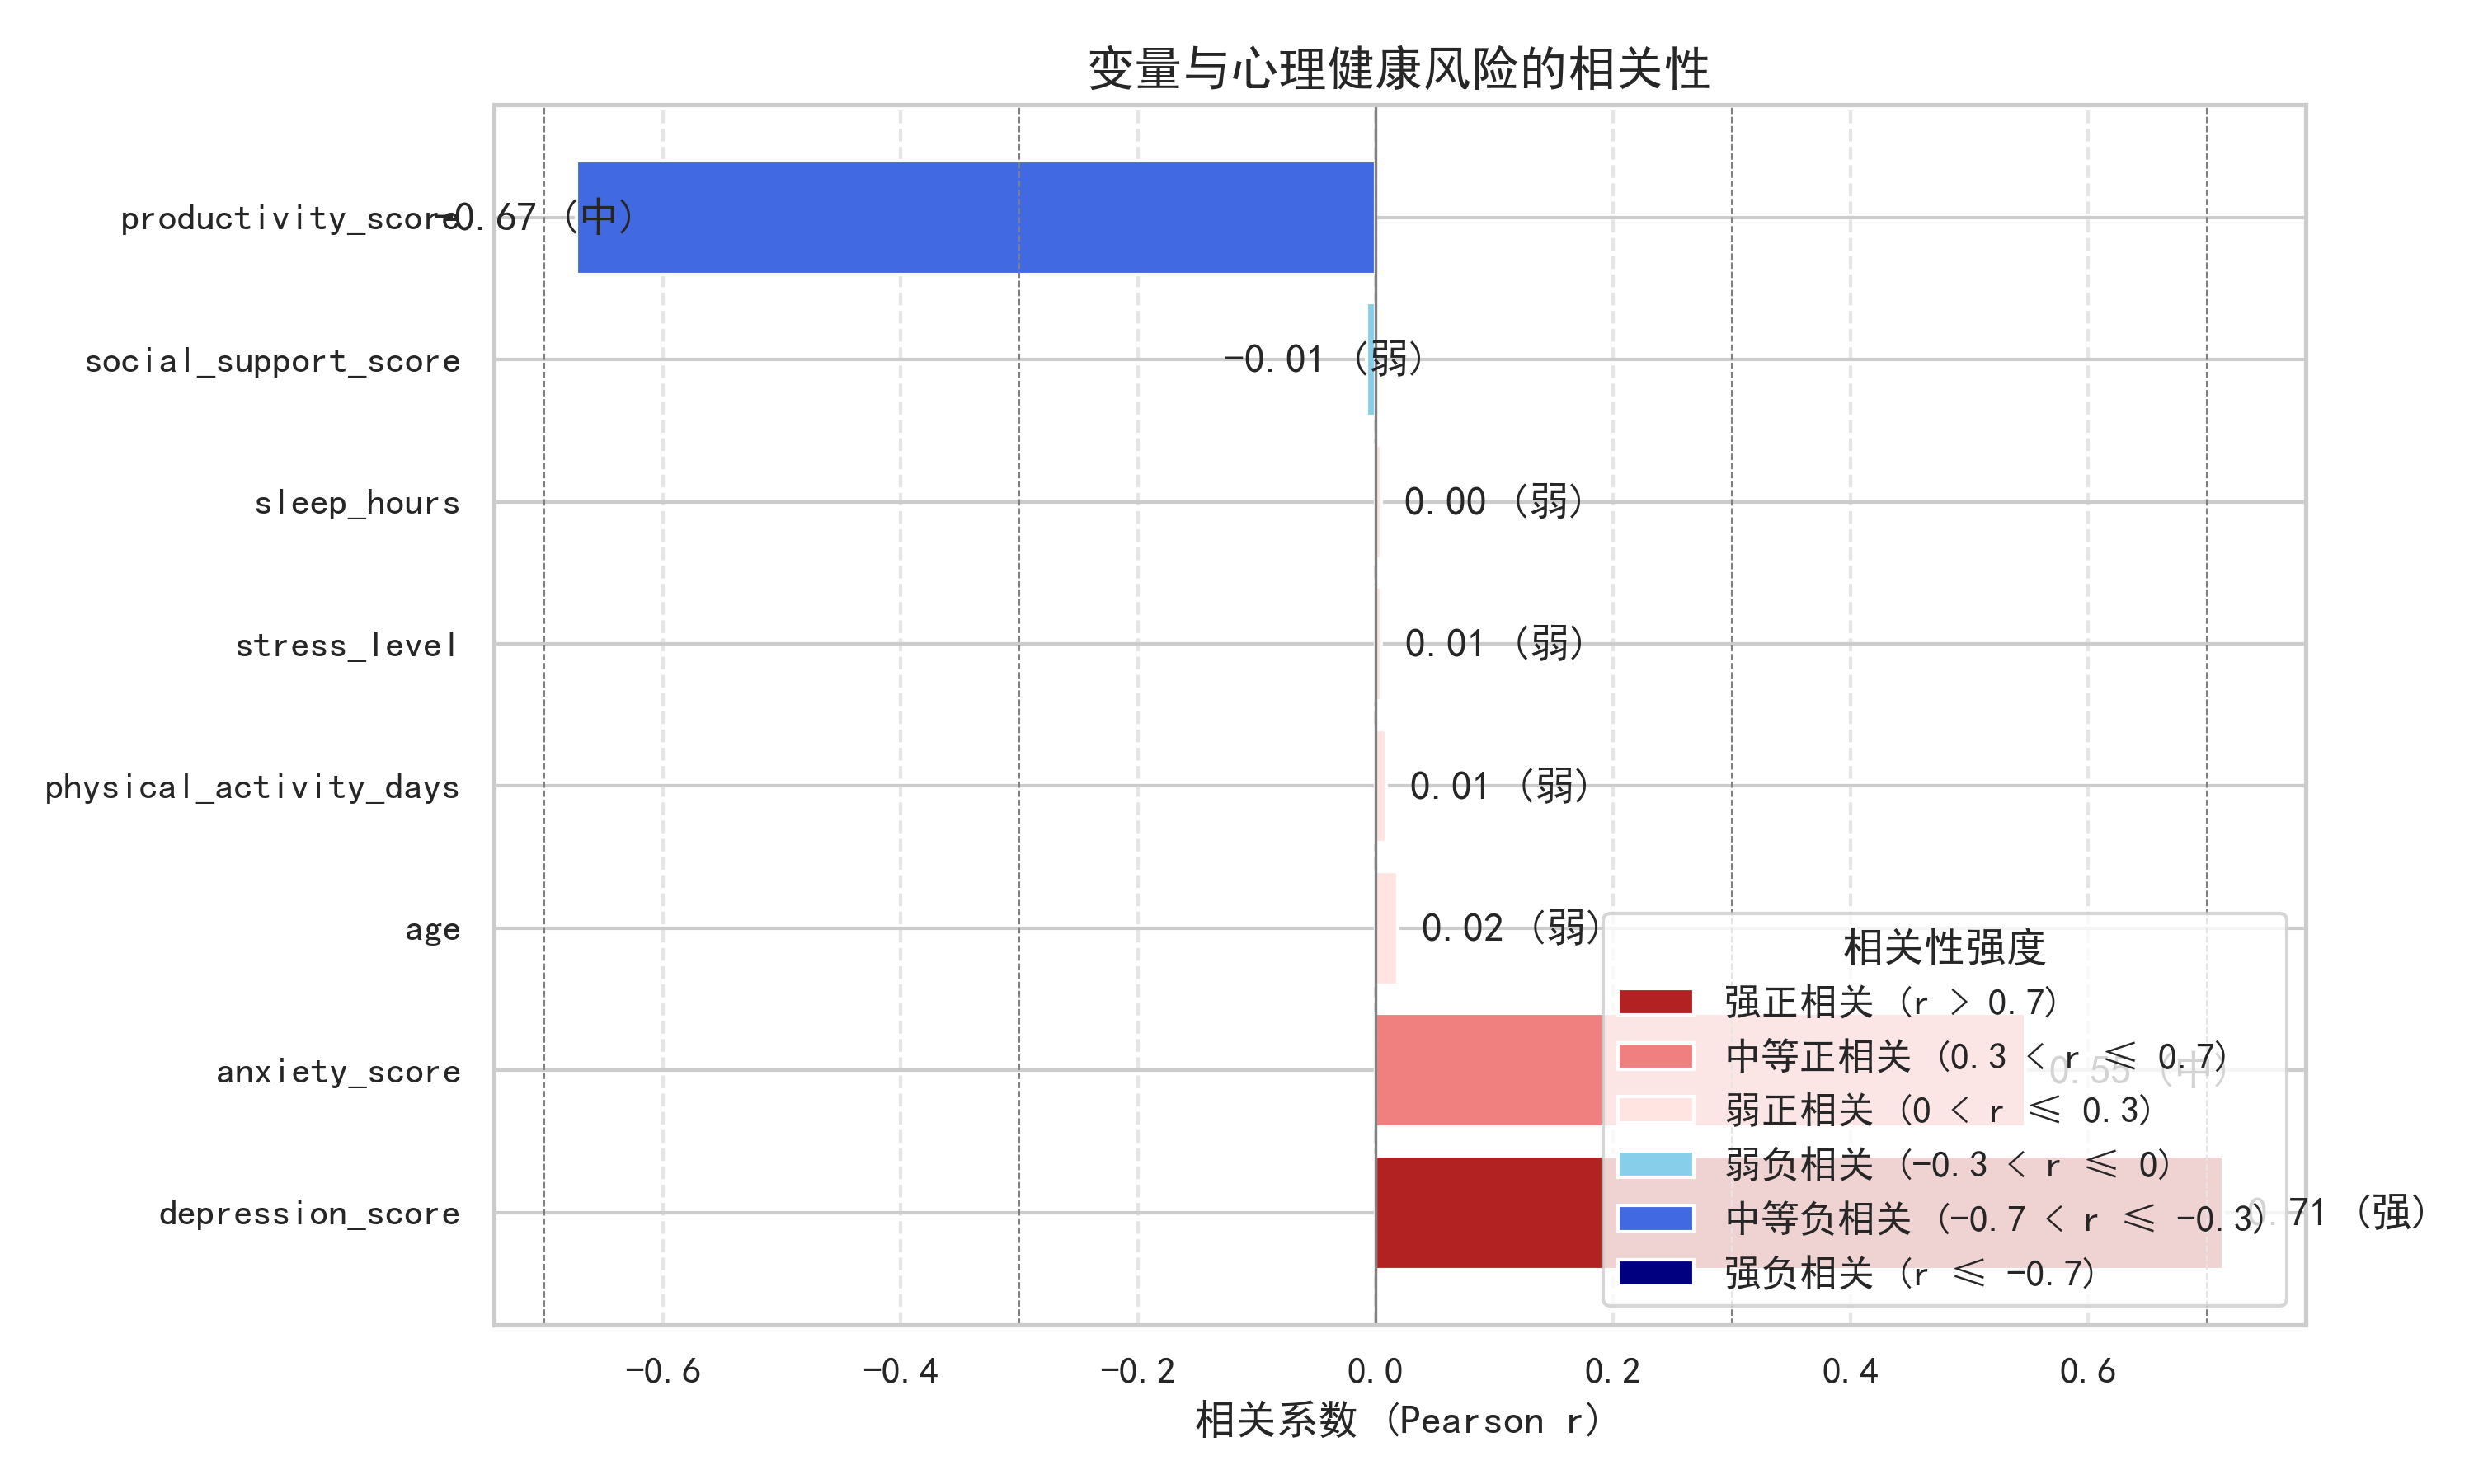 变量与心理健康风险的相关性
productivity_score
-0.67 (中)
social_support_score
-0.01 (弱)
sleep_hours
0.00 (弱)
stress_level
0.01 (弱)
physical_activity_days
0.01 (弱)
age
0.02 (弱)
anxiety_score
0.55 (中)
depression_score
0.71 (强)
相关性强度
强正相关 (r > 0.7)
中等正相关 (0.3 < r ≤ 0.7)
弱正相关 (0 < r ≤ 0.3)
弱负相关 (-0.3 < r ≤ 0)
中等负相关 (-0.7 < r ≤ -0.3)
强负相关 (r ≤ -0.7)
-0.6 -0.4 -0.2 0.0 0.2 0.4 0.6
相关系数 (Pearson r)